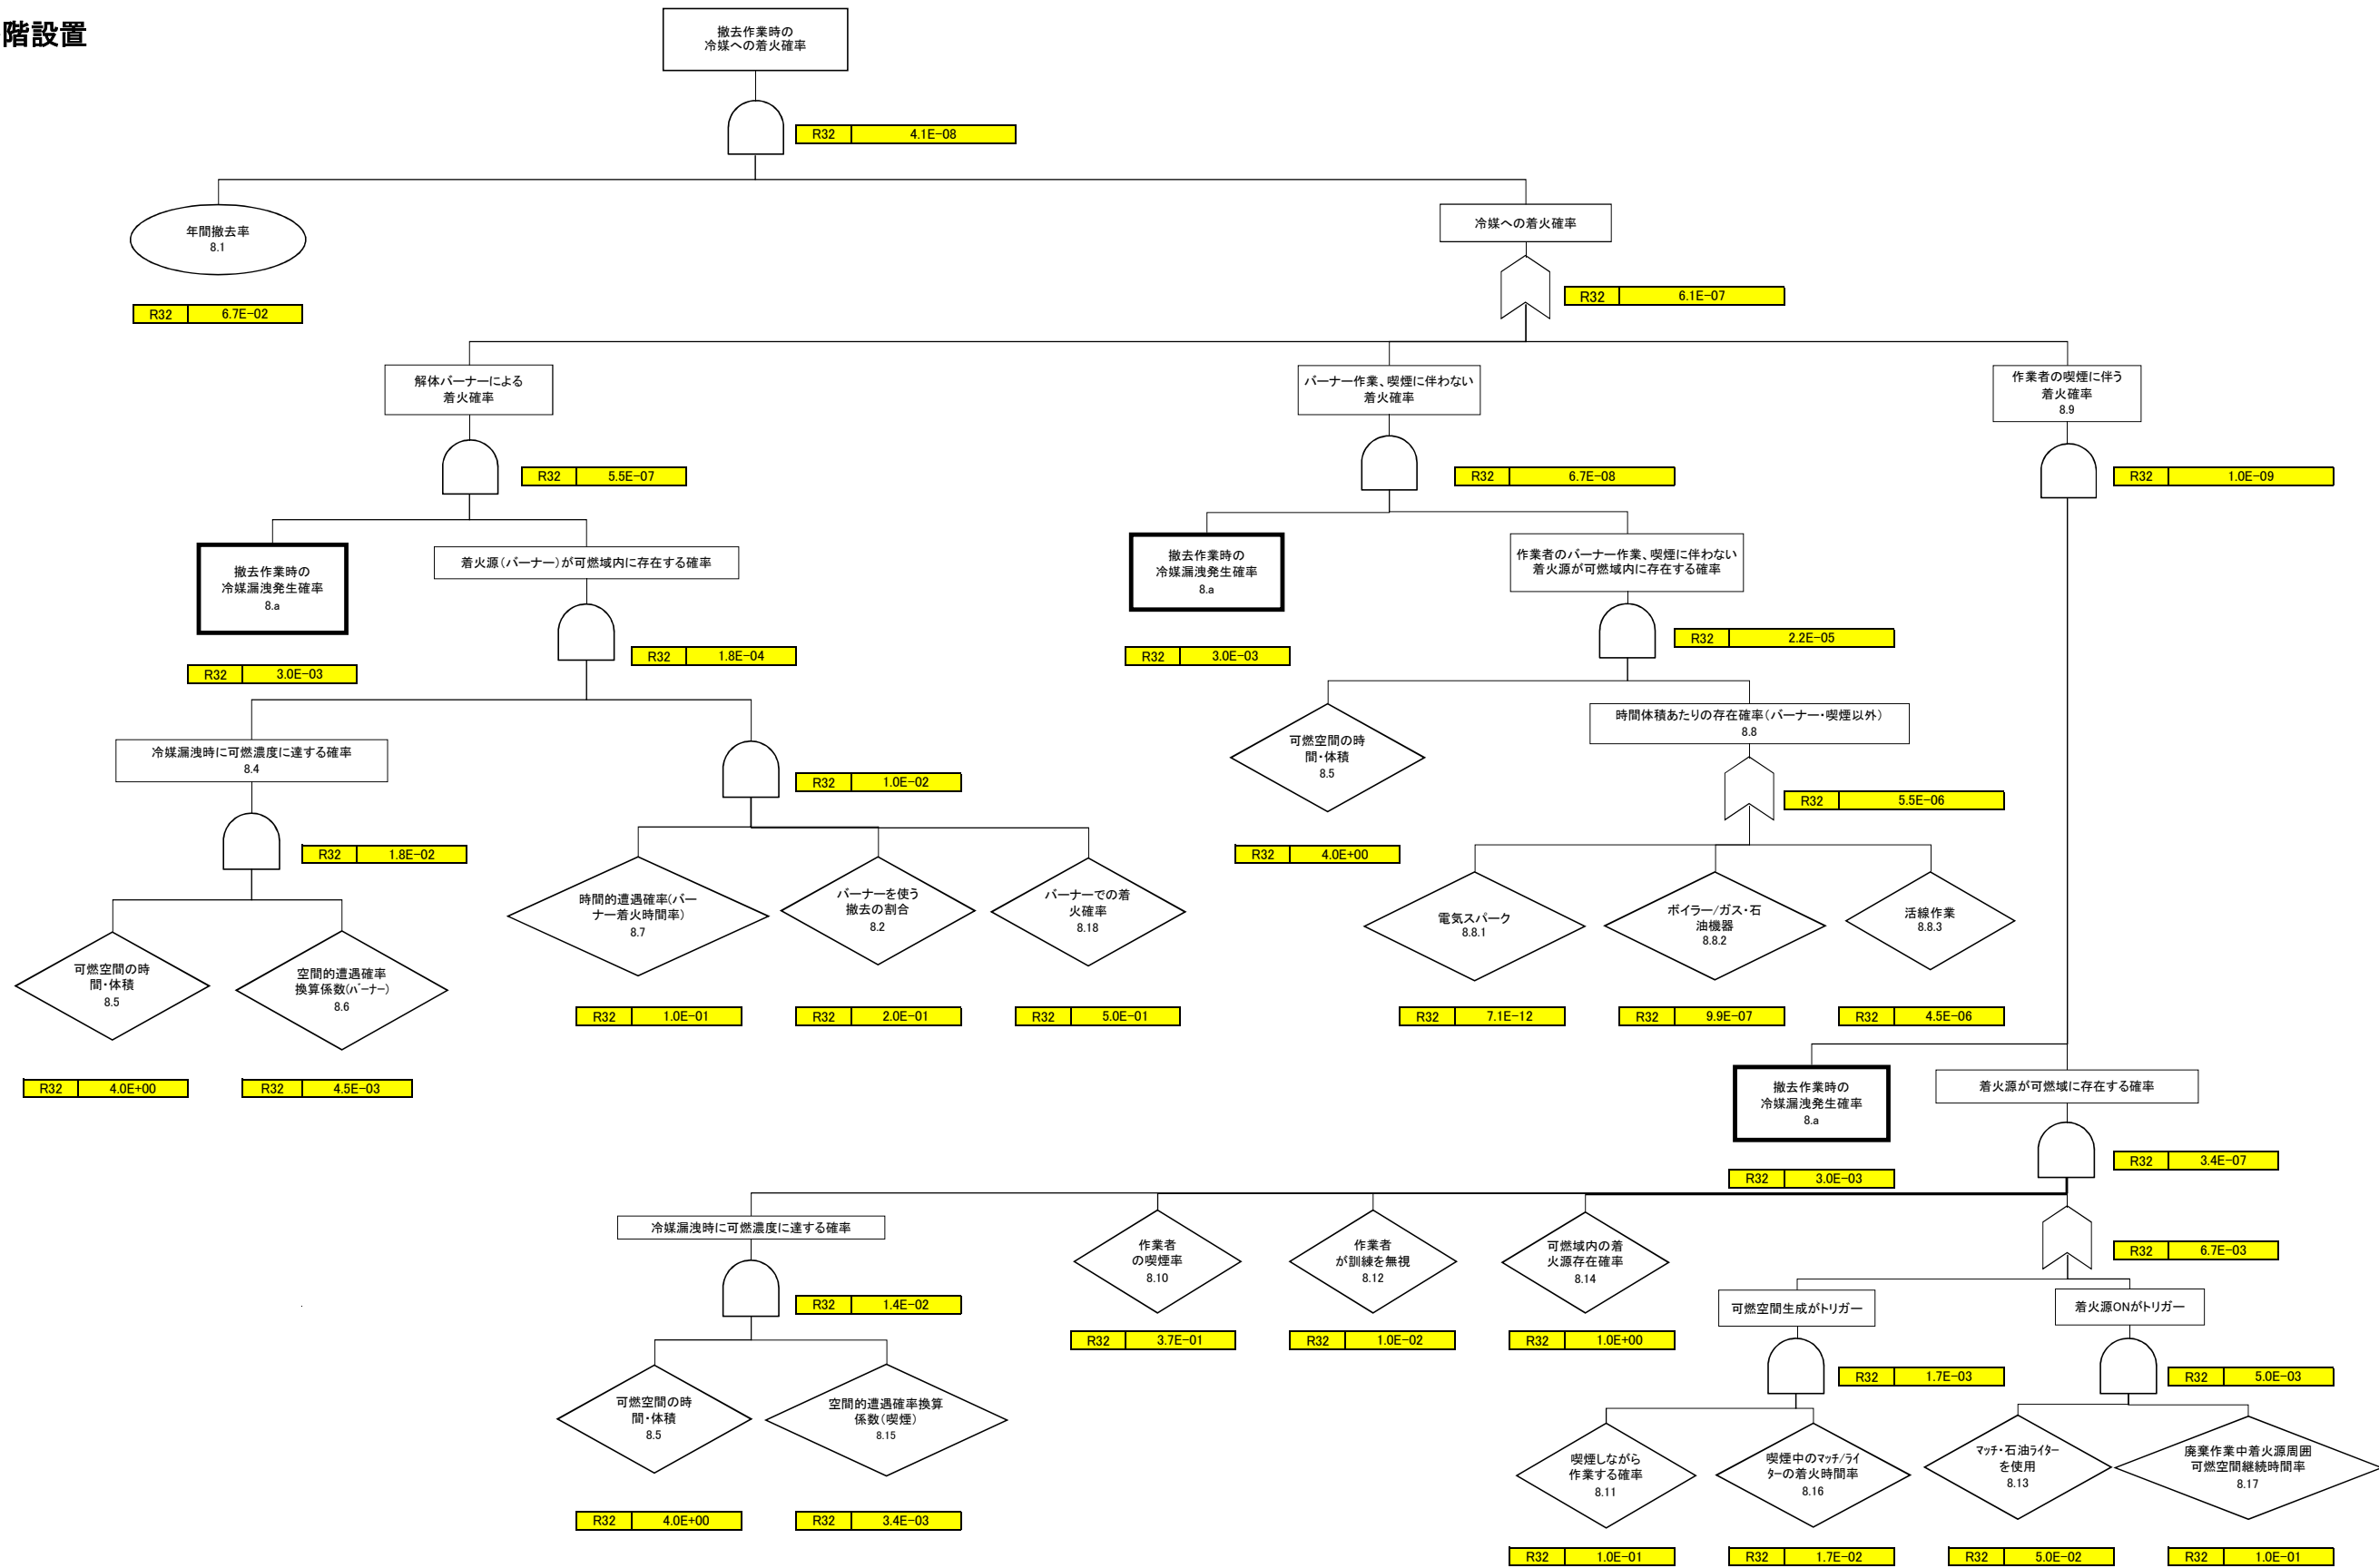 階設置
撤去作業時の
冷媒への着火確率
R32 4.1E-08
年間撤去率
8.1
R32 6.7E-02
冷媒への着火確率
R32 6.1E-07
解体バーナーによる
着火確率
R32 5.5E-07
バーナー作業、喫煙に伴わない
着火確率
R32 6.7E-08
作業者の喫煙に伴う
着火確率
8.9
R32 1.0E-09
撤去作業時の
冷媒漏洩発生確率
8.a
R32 3.0E-03
着火源(バーナー)が可燃域内に存在する確率
R32 1.8E-04
撤去作業時の
冷媒漏洩発生確率
8.a
R32 3.0E-03
作業者のバーナー作業、喫煙に伴わない
着火源が可燃域内に存在する確率
R32 2.2E-05
冷媒漏洩時に可燃濃度に達する確率
8.4
R32 1.8E-02
R32 1.0E-02
可燃空間の時
間・体積
8.5
R32 4.0E+00
時間体積あたりの存在確率(バーナー・喫煙以外)
8.8
R32 5.5E-06
可燃空間の時
間・体積
8.5
R32 4.0E+00
空間的遭遇確率
換算係数(バーナー)
8.6
R32 4.5E-03
時間的遭遇確率(バー
ナー着火時間率)
8.7
R32 1.0E-01
バーナーを使う
撤去の割合
8.2
R32 2.0E-01
バーナーでの着
火確率
8.18
R32 5.0E-01
電気スパーク
8.8.1
R32 7.1E-12
ボイラー/ガス・石
油機器
8.8.2
R32 9.9E-07
活線作業
8.8.3
R32 4.5E-06
撤去作業時の
冷媒漏洩発生確率
8.a
R32 3.0E-03
着火源が可燃域に存在する確率
R32 3.4E-07
冷媒漏洩時に可燃濃度に達する確率
R32 1.4E-02
作業者
の喫煙率
8.10
R32 3.7E-01
作業者
が訓練を無視
8.12
R32 1.0E-02
可燃域内の着
火源存在確率
8.14
R32 1.0E+00
R32 6.7E-03
可燃空間生成がトリガー
R32 1.7E-03
着火源ONがトリガー
R32 5.0E-03
可燃空間の時
間・体積
8.5
R32 4.0E+00
空間的遭遇確率換算
係数(喫煙)
8.15
R32 3.4E-03
喫煙しながら
作業する確率
8.11
R32 1.0E-01
喫煙中のマッチ/ライ
ターの着火時間率
8.16
R32 1.7E-02
マッチ・石油ライター
を使用
8.13
R32 5.0E-02
廃棄作業中着火源周囲
可燃空間継続時間率
8.17
R32 1.0E-01